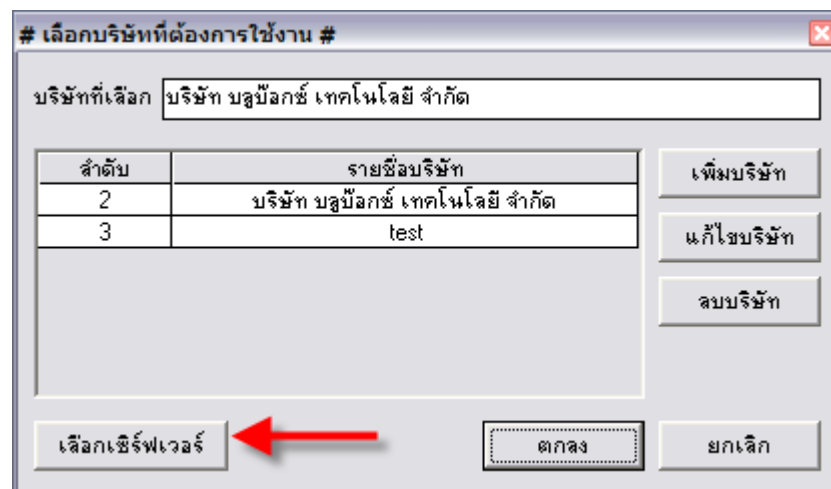 # เลือกบริษัทที่ต้องการใช้งาน #
บริษัทที่เลือก บริษัท บลูบ๊อกซ์ เทคโนโลยี จำกัด
ลำดับ รายชื่อบริษัท
2 บริษัท บลูบ๊อกซ์ เทคโนโลยี จำกัด
3 test
เพิ่มบริษัท
แก้ไขบริษัท
ลบบริษัท
เลือกเซิร์ฟเวอร์ ตกลง ยกเลิก